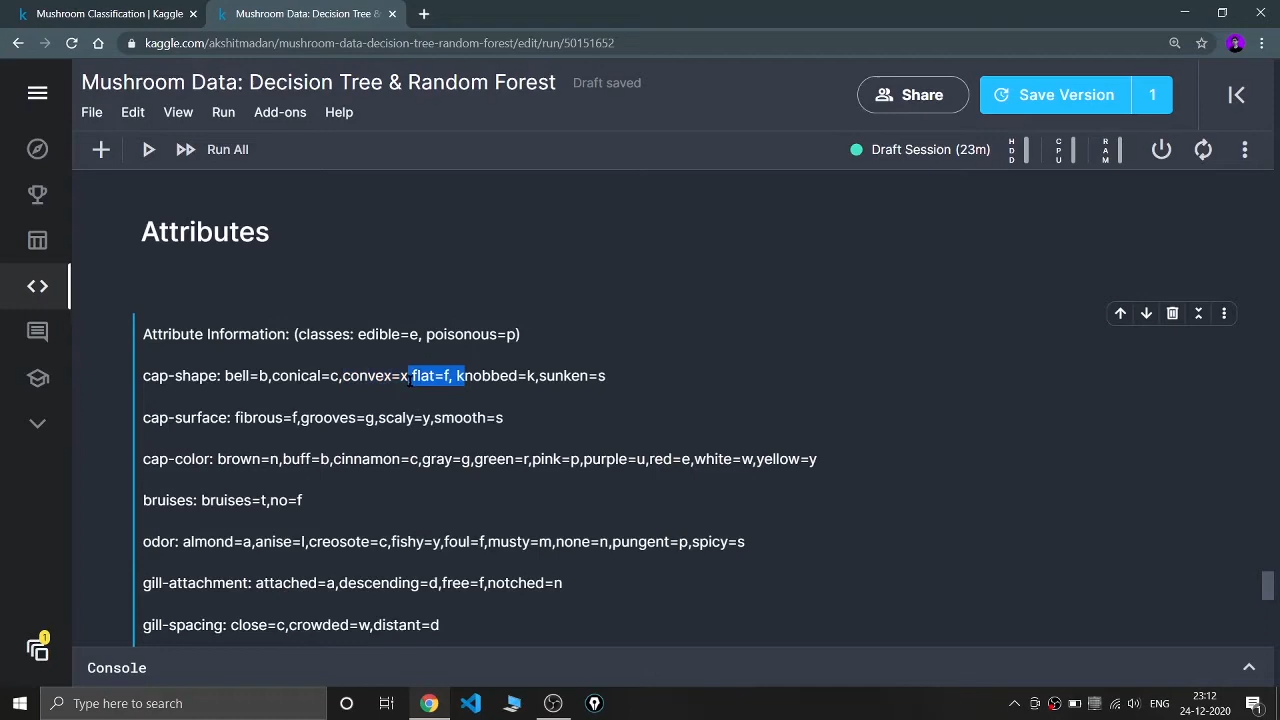 Mushroom Classification | Kaggle
Mushroom Data: Decision Tree &
kaggle.com/akshitmadan/mushroom-data-decision-tree-random-forest/edit/run/50151652
Mushroom Data: Decision Tree & Random Forest
Draft saved
Share
Save Version
1
File
Edit
View
Run
Add-ons
Help
Run All
Draft Session (23m)
HDD
CPU
RAM
Attributes
Attribute Information: (classes: edible=e, poisonous=p)
cap-shape: bell=b,conical=c,convex=x,flat=f, knobbed=k,sunken=s
cap-surface: fibrous=f,grooves=g,scaly=y,smooth=s
cap-color: brown=n,buff=b,cinnamon=c,gray=g,green=r,pink=p,purple=u,red=e,white=w,yellow=y
bruises: bruises=t,no=f
odor: almond=a,anise=l,creosote=c,fishy=y,foul=f,musty=m,none=n,pungent=p,spicy=s
gill-attachment: attached=a,descending=d,free=f,notched=n
gill-spacing: close=c,crowded=w,distant=d
1
Console
Type here to search
ENG
23:12
24-12-2020
1